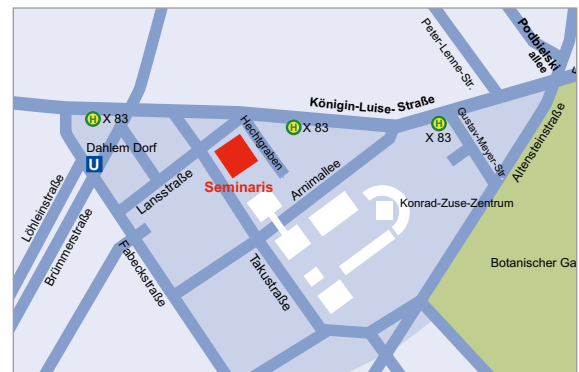 Peter-Lenne-Str.
Podbielski
allee
Königin-Luise-Straße
H X 83
H X 83
H
X 83
Hechtgraben
Gustav-Meyer-Str.
Altensteinstraße
Dahlem Dorf
U
Lansstraße
Seminaris
Arnimallee
Konrad-Zuse-Zentrum
Löhleinstraße
Brümmerstraße
Fabeckstraße
Takustraße
Botanischer Ga